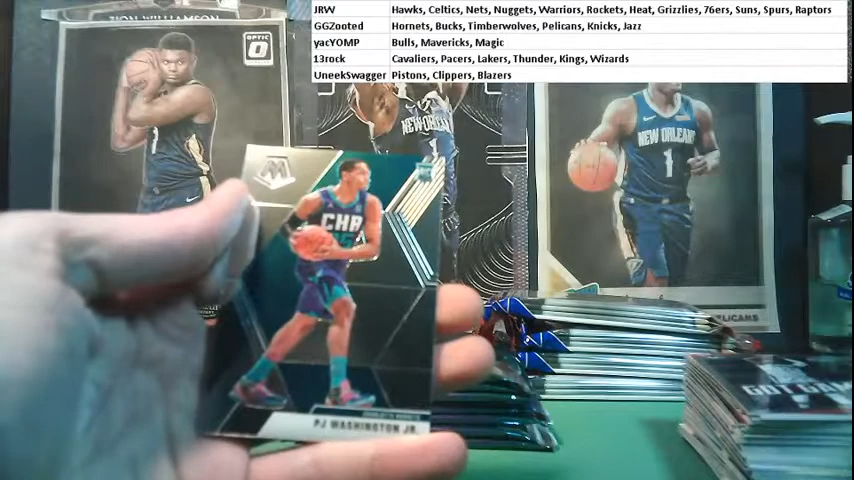 JRW Hawks, Celtics, Nets, Nuggets, Warriors, Rockets, Heat, Grizzlies, 76ers, Suns, Spurs, Raptors
GGZooted Hornets, Bucks, Timberwolves, Pelicans, Knicks, Jazz
yacYOMP Bulls, Mavericks, Magic
13rock Cavaliers, Pacers, Lakers, Thunder, Kings, Wizards
UneekSwagger Pistons, Clippers, Blazers
ZION WILLIAMSON
OPTIC
NEW ORLEANS
1
NEW ORLEANS
1
M
CHA
PJ WASHINGTON JR.
PELICANS